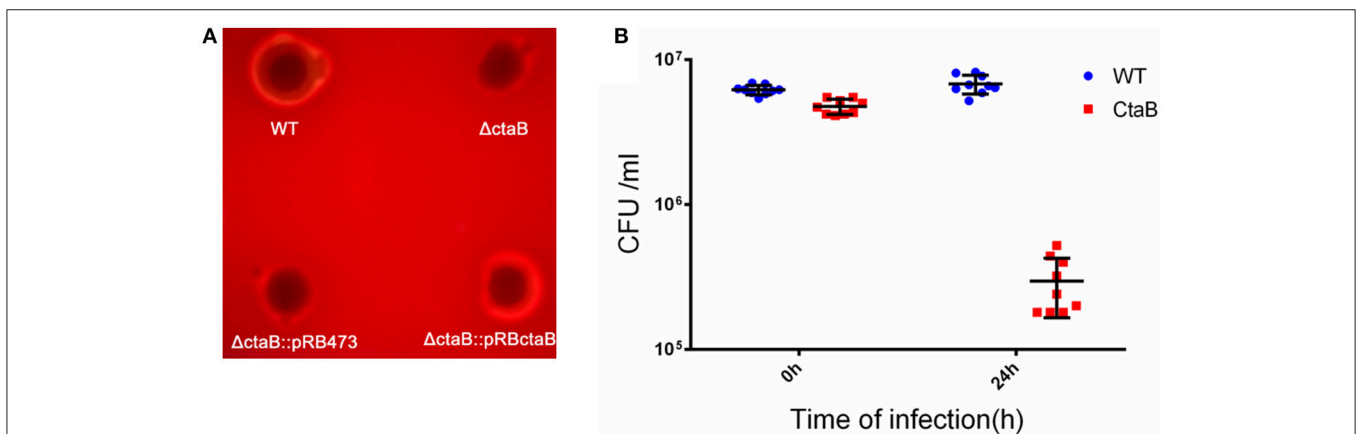 A
WT
ΔctaB
ΔctaB::pRB473
ΔctaB::pRBctaB
B
10⁷
10⁶
10⁵
CFU /ml
WT
CtaB
0h
24h
Time of infection(h)